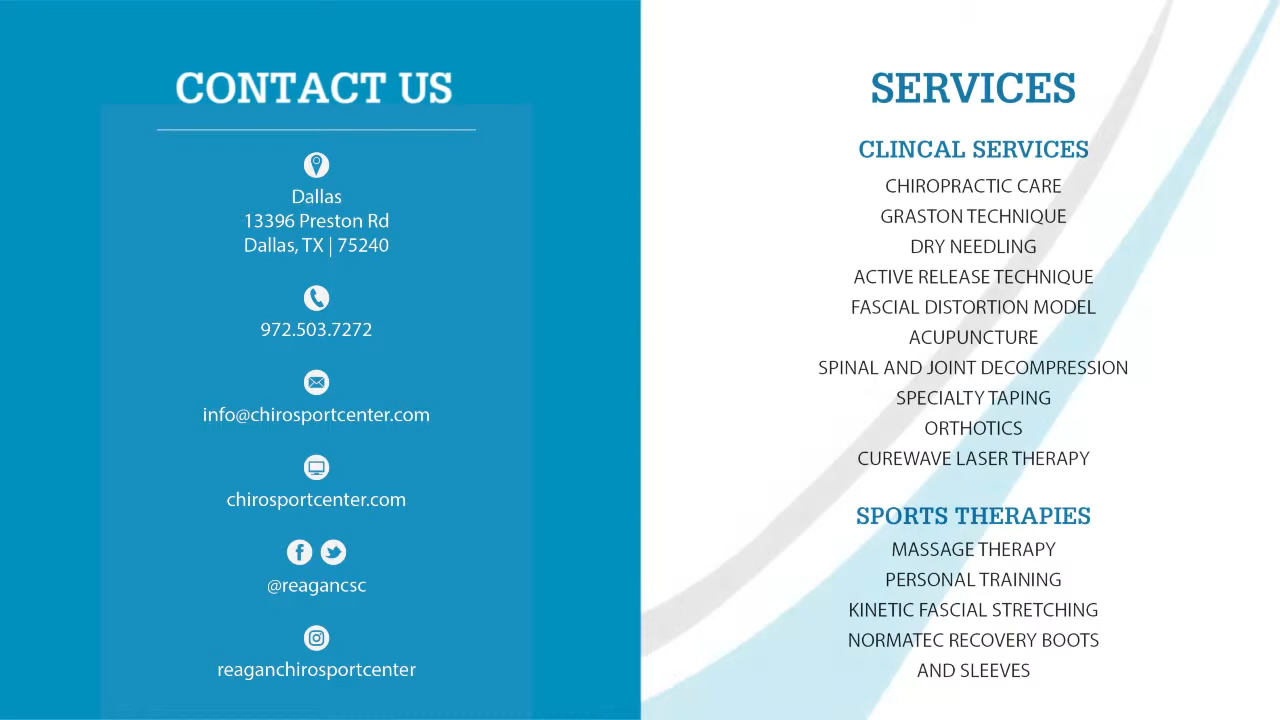 CONTACT US
Dallas
13396 Preston Rd
Dallas, TX | 75240
972.503.7272
info@chirosportcenter.com
chirosportcenter.com
@reagancsc
reaganchirosportcenter
SERVICES
CLINCAL SERVICES
CHIROPRACTIC CARE
GRASTON TECHNIQUE
DRY NEEDLING
ACTIVE RELEASE TECHNIQUE
FASCIAL DISTORTION MODEL
ACUPUNCTURE
SPINAL AND JOINT DECOMPRESSION
SPECIALTY TAPING
ORTHOTICS
CUREWAVE LASER THERAPY
SPORTS THERAPIES
MASSAGE THERAPY
PERSONAL TRAINING
KINETIC FASCIAL STRETCHING
NORMATEC RECOVERY BOOTS
AND SLEEVES